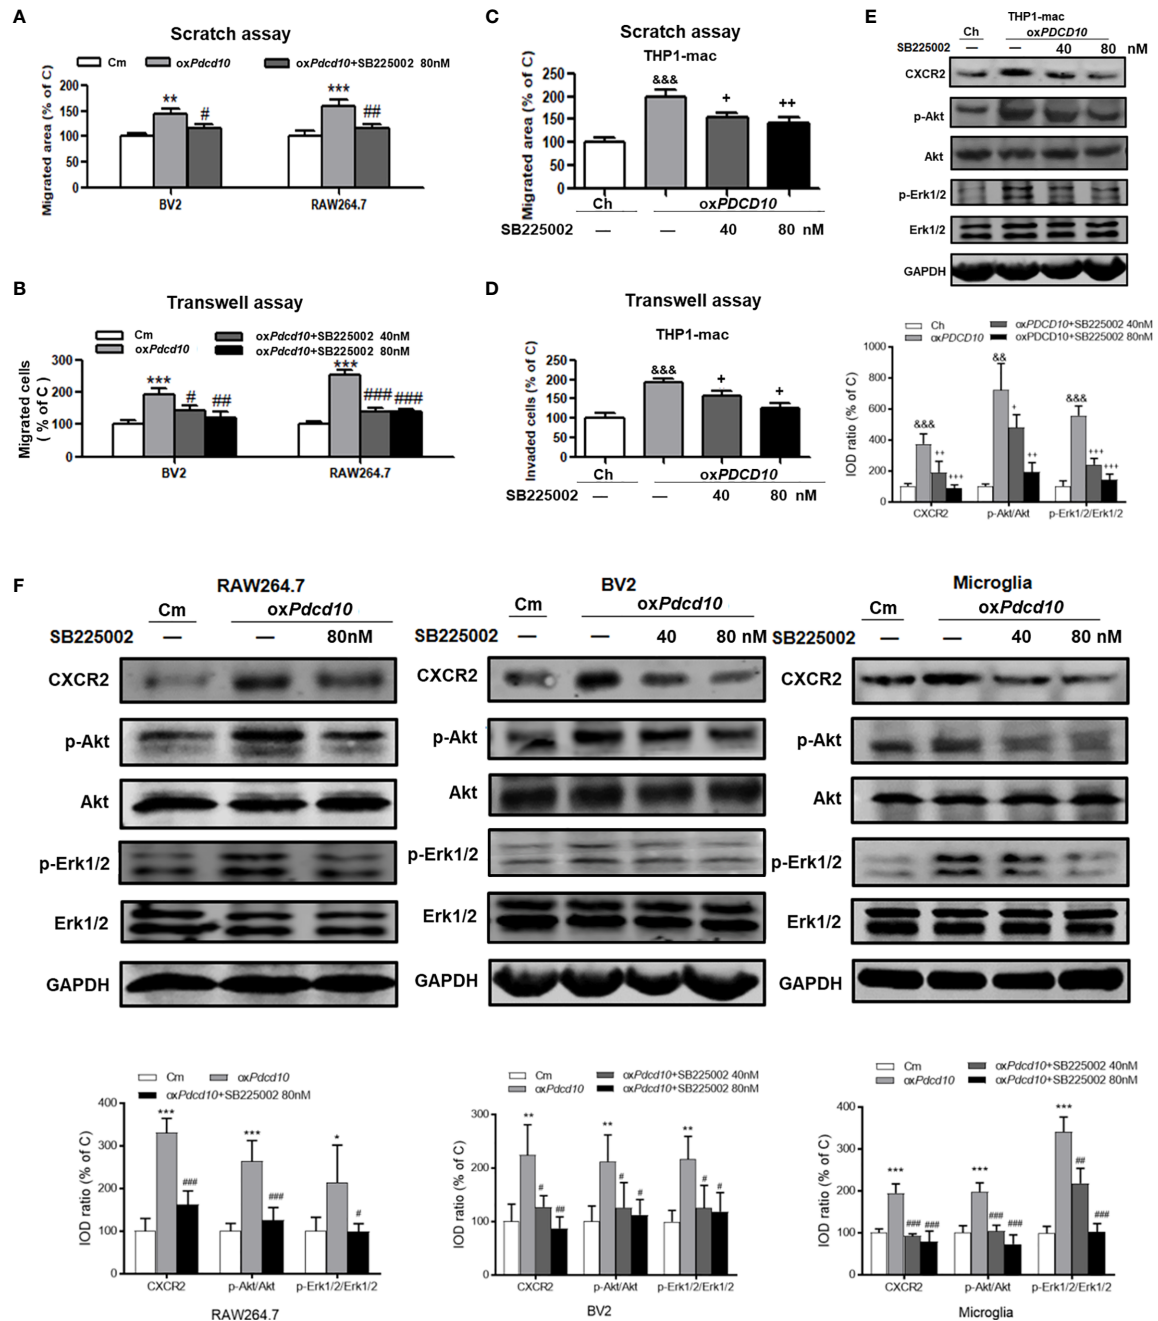 A
Scratch assay
Cm oxPdcd10 oxPdcd10+SB225002 80nM
Migrated area (% of C)
200
150
100
50
0
** # *** ##
BV2 RAW264.7
B
Transwell assay
Cm oxPdcd10+SB225002 40nM
oxPdcd10 oxPdcd10+SB225002 80nM
Migrated cells
(% of C)
300
200
100
0
*** # ## *** ### ###
BV2 RAW264.7
C
Scratch assay
THP1-mac
Migrated area (% of C)
250
200
150
100
50
0
&&& + ++
Ch oxPDCD10
SB225002 — — 40 80 nM
D
Transwell assay
THP1-mac
Invaded cells (% of C)
250
200
150
100
50
0
&&& + +
Ch oxPDCD10
SB225002 — — 40 80 nM
E
THP1-mac
Ch oxPDCD10
SB225002 — — 40 80 nM
CXCR2
p-Akt
Akt
p-Erk1/2
Erk1/2
GAPDH
Ch oxPDCD10+SB225002 40nM
oxPDCD10 oxPDCD10+SB225002 80nM
IOD ratio (% of C)
1000
800
600
400
200
0
&&& ++ +++ && + ++ &&& +++ +++
CXCR2 p-Akt/Akt p-Erk1/2/Erk1/2
F
RAW264.7
Cm oxPdcd10
SB225002 — — 80nM
CXCR2
p-Akt
Akt
p-Erk1/2
Erk1/2
GAPDH
BV2
Cm oxPdcd10
SB225002 — — 40 80 nM
CXCR2
p-Akt
Akt
p-Erk1/2
Erk1/2
GAPDH
Microglia
Cm oxPdcd10
SB225002 — — 40 80 nM
CXCR2
p-Akt
Akt
p-Erk1/2
Erk1/2
GAPDH
Cm oxPdcd10
oxPdcd10+SB225002 80nM
IOD ratio (% of C)
400
300
200
100
0
*** ### *** ### * #
CXCR2 p-Akt/Akt p-Erk1/2/Erk1/2
RAW264.7
Cm oxPdcd10+SB225002 40nM
oxPdcd10 oxPdcd10+SB225002 80nM
IOD ratio (% of C)
300
200
100
0
** # ## ** # # ** # #
CXCR2 p-Akt/Akt p-Erk1/2/Erk1/2
BV2
Cm oxPdcd10+SB225002 40nM
oxPdcd10 oxPdcd10+SB225002 80nM
IOD ratio (% of C)
400
300
200
100
0
*** ### ### *** ### ### *** ## ###
CXCR2 p-Akt/Akt p-Erk1/2/Erk1/2
Microglia